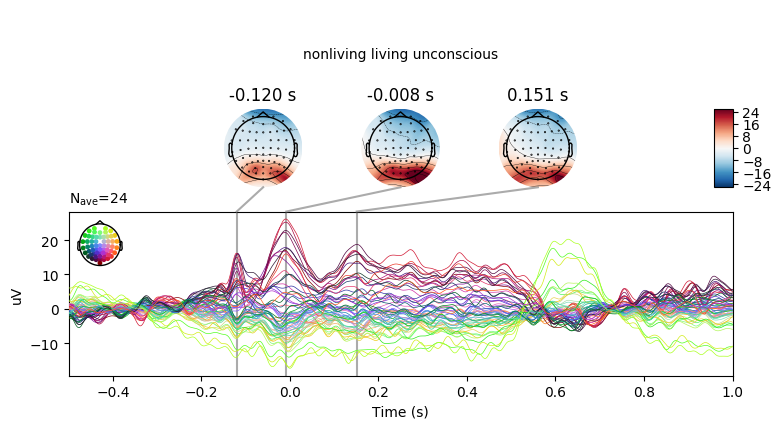 nonliving living unconscious
-0.120 s -0.008 s 0.151 s
24
16
8
0
−8
−16
−24
Nave=24
20
10
0
−10
uV
−0.4 −0.2 0.0 0.2 0.4 0.6 0.8 1.0
Time (s)